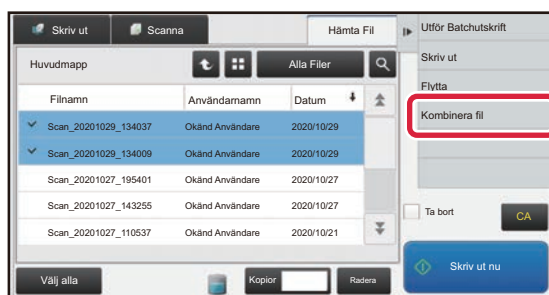 Skriv ut Scanna Hämta Fil
Huvudmapp Alla Filer
Filnamn Användarnamn Datum
Scan_20201029_134037 Okänd Användare 2020/10/29
Scan_20201029_134009 Okänd Användare 2020/10/29
Scan_20201027_195401 Okänd Användare 2020/10/27
Scan_20201027_143255 Okänd Användare 2020/10/27
Scan_20201027_110537 Okänd Användare 2020/10/21
Välj alla Kopior Radera
Utför Batchutskrift
Skriv ut
Flytta
Kombinera fil
Ta bort CA
Skriv ut nu